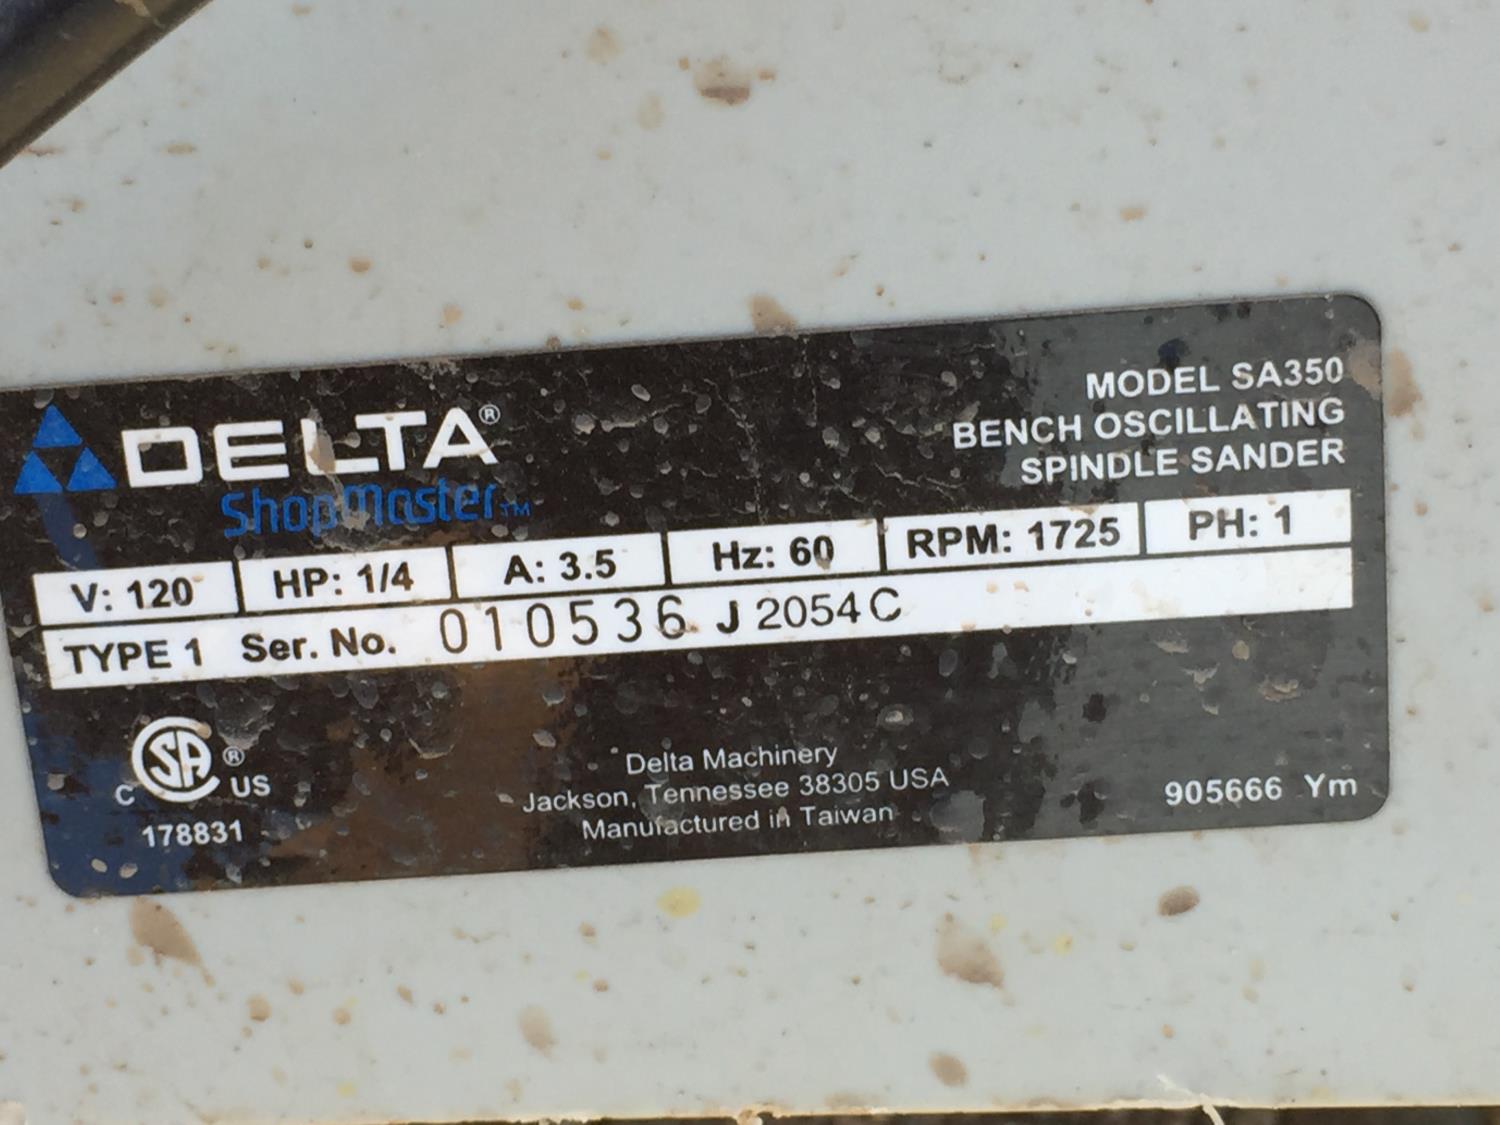 DELTA®
ShopMaster™
MODEL SA350
BENCH OSCILLATING
SPINDLE SANDER
V: 120 HP: 1/4 A: 3.5 Hz: 60 RPM: 1725 PH: 1
TYPE 1 Ser. No. 010536 J 2054C
C SA ® US
178831
Delta Machinery
Jackson, Tennessee 38305 USA
Manufactured in Taiwan
905666 Ym